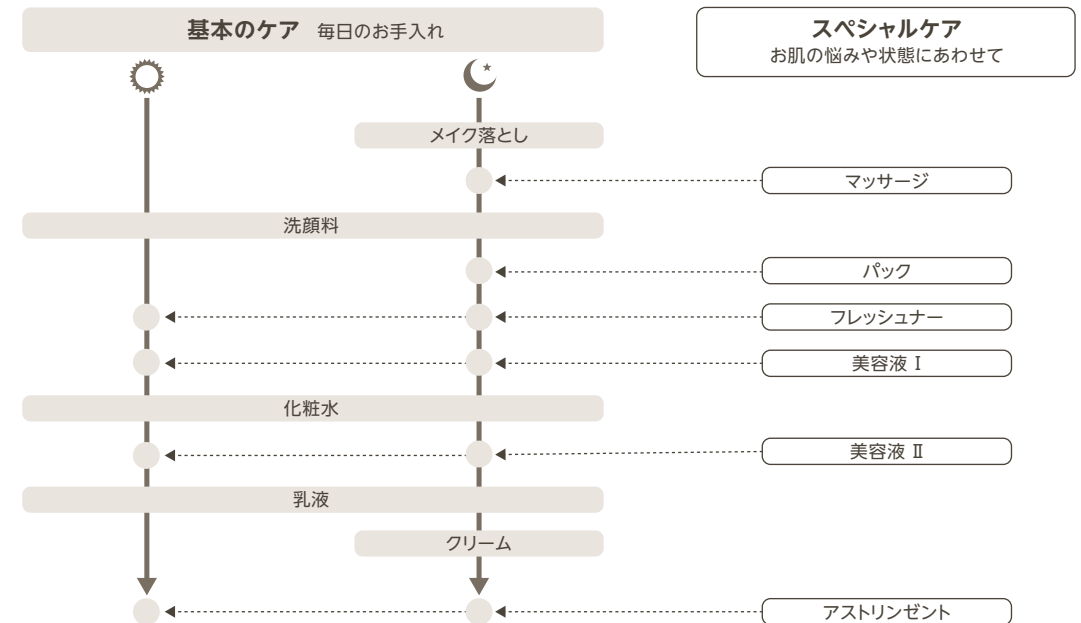 基本のケア 毎日のお手入れ
スペシャルケア
お肌の悩みや状態にあわせて
メイク落とし
マッサージ
洗顔料
パック
フレッシュナー
美容液 Ⅰ
化粧水
美容液 Ⅱ
乳液
クリーム
アストリンゼント